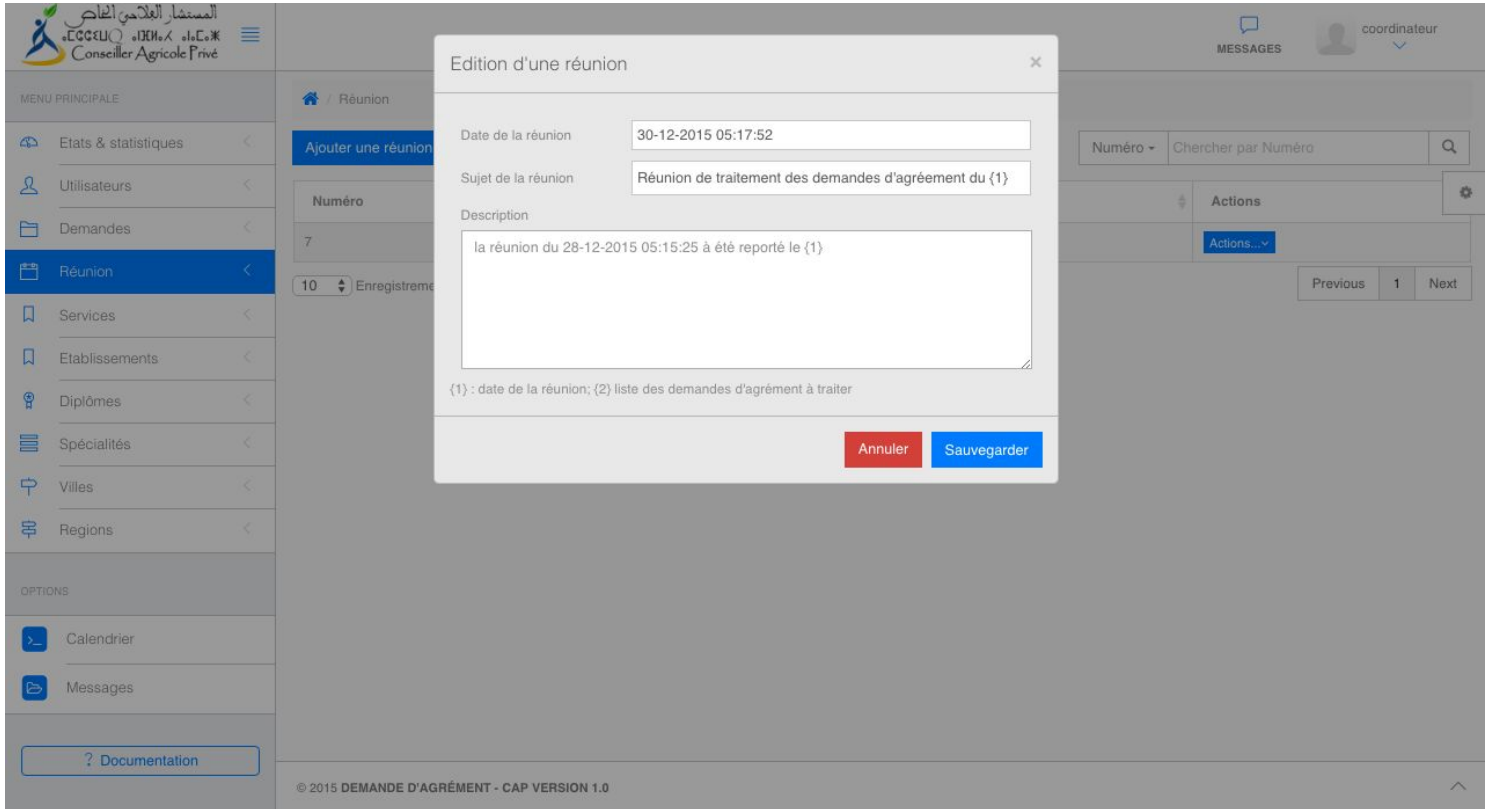 المستشار الفلاحي الخاص
Conseiller Agricole Privé
MESSAGES
coordinateur
MENU PRINCIPALE
Etats & statistiques
Utilisateurs
Demandes
Réunion
Services
Etablissements
Diplômes
Spécialités
Villes
Regions
OPTIONS
Calendrier
Messages
? Documentation
/ Réunion
Ajouter une réunion
Numéro
Chercher par Numéro
Numéro
Actions
7
Actions...
10 Enregistreme
Previous 1 Next
Edition d'une réunion
×
Date de la réunion
30-12-2015 05:17:52
Sujet de la réunion
Réunion de traitement des demandes d'agréement du {1}
Description
la réunion du 28-12-2015 05:15:25 à été reporté le {1}
{1} : date de la réunion; {2} liste des demandes d'agrément à traiter
Annuler
Sauvegarder
© 2015 DEMANDE D'AGRÉMENT - CAP VERSION 1.0